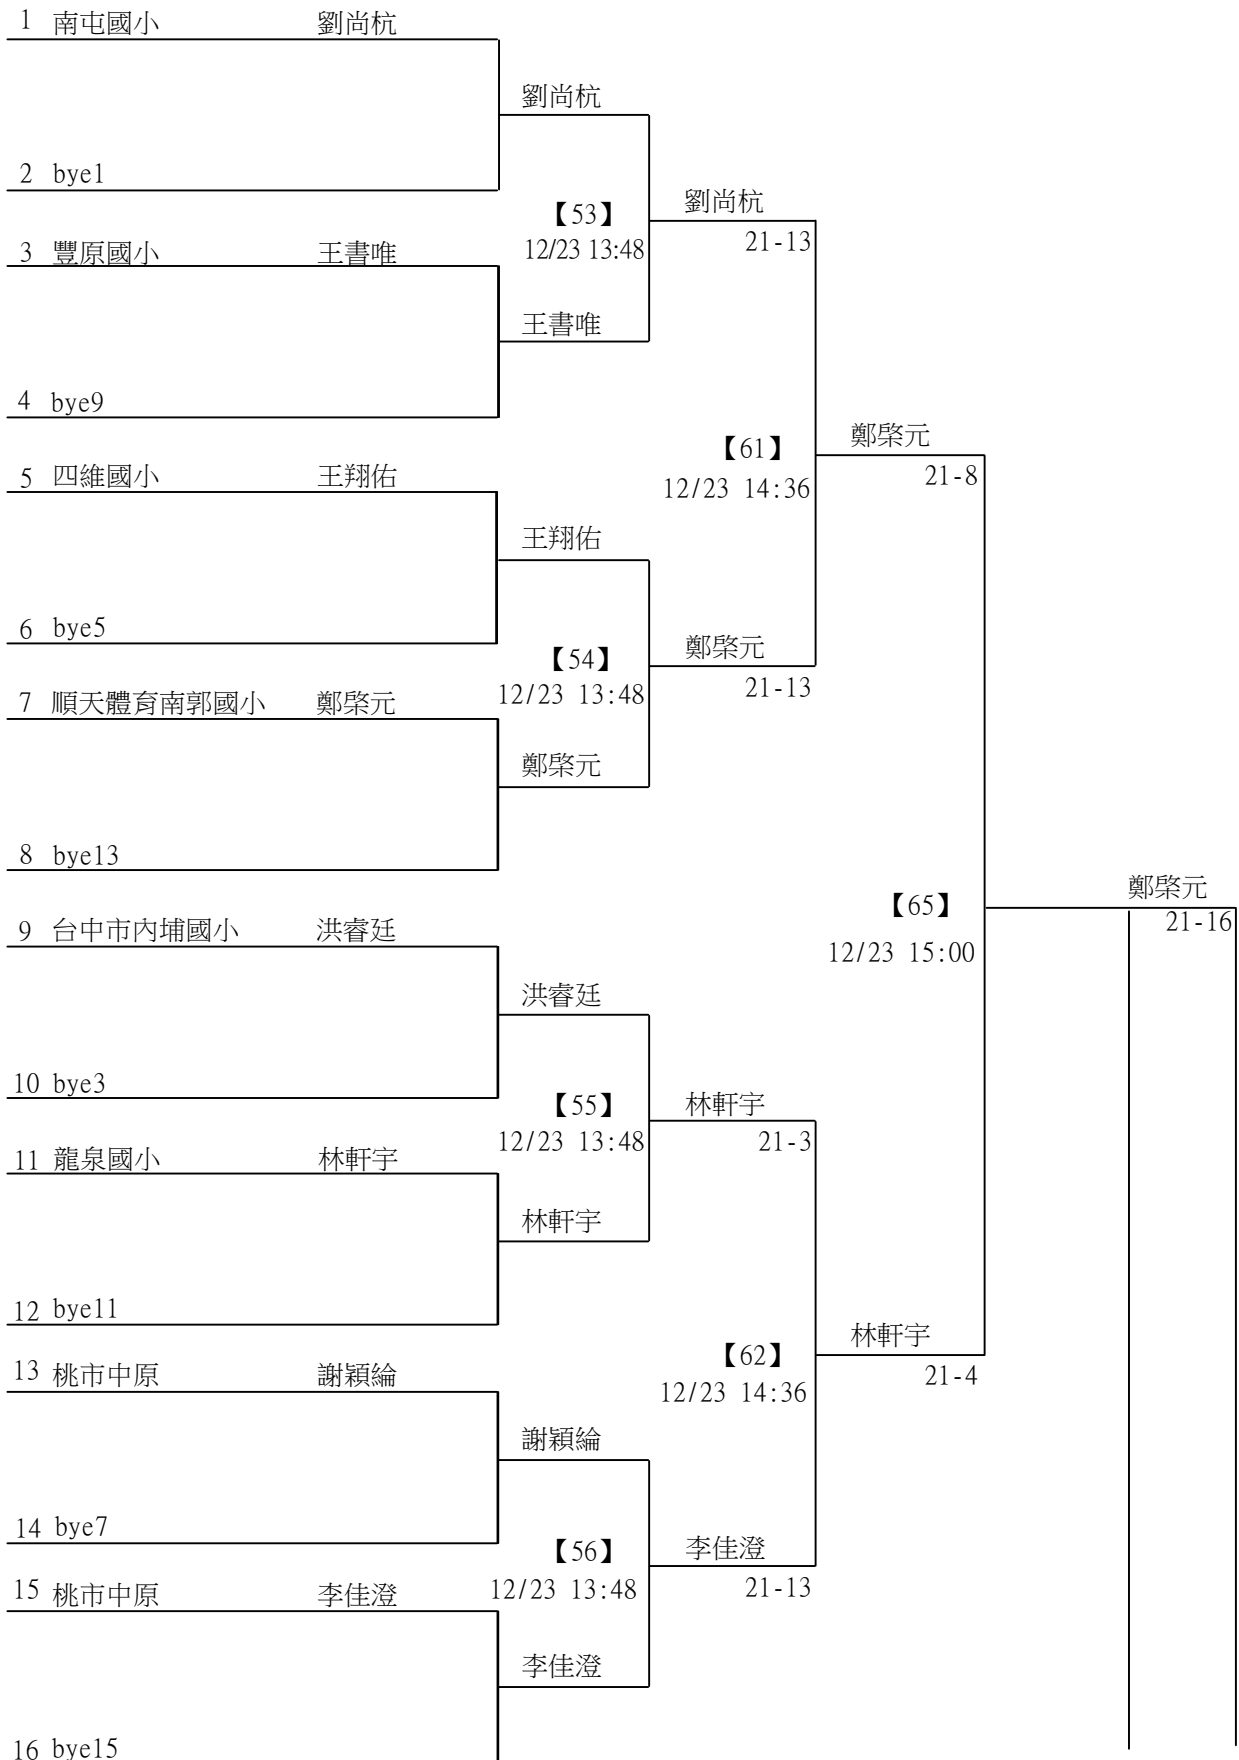 1 南屯國小 劉尚杭
劉尚杭
2 bye1
劉尚杭
【53】
21-13
3 豐原國小 王書唯
12/23 13:48
王書唯
4 bye9
鄭棨元
【61】
21-8
5 四維國小 王翔佑
12/23 14:36
王翔佑
6 bye5
鄭棨元
【54】
21-13
7 順天體育南郭國小 鄭棨元
12/23 13:48
鄭棨元
8 bye13
鄭棨元
【65】
21-16
9 台中市內埔國小 洪睿廷
12/23 15:00
洪睿廷
10 bye3
林軒宇
【55】
21-3
12/23 13:48
11 龍泉國小 林軒宇
林軒宇
12 bye11
林軒宇
【62】
21-4
13 桃市中原 謝穎綸
12/23 14:36
謝穎綸
14 bye7
李佳澄
【56】
21-13
15 桃市中原 李佳澄
12/23 13:48
李佳澄
16 bye15